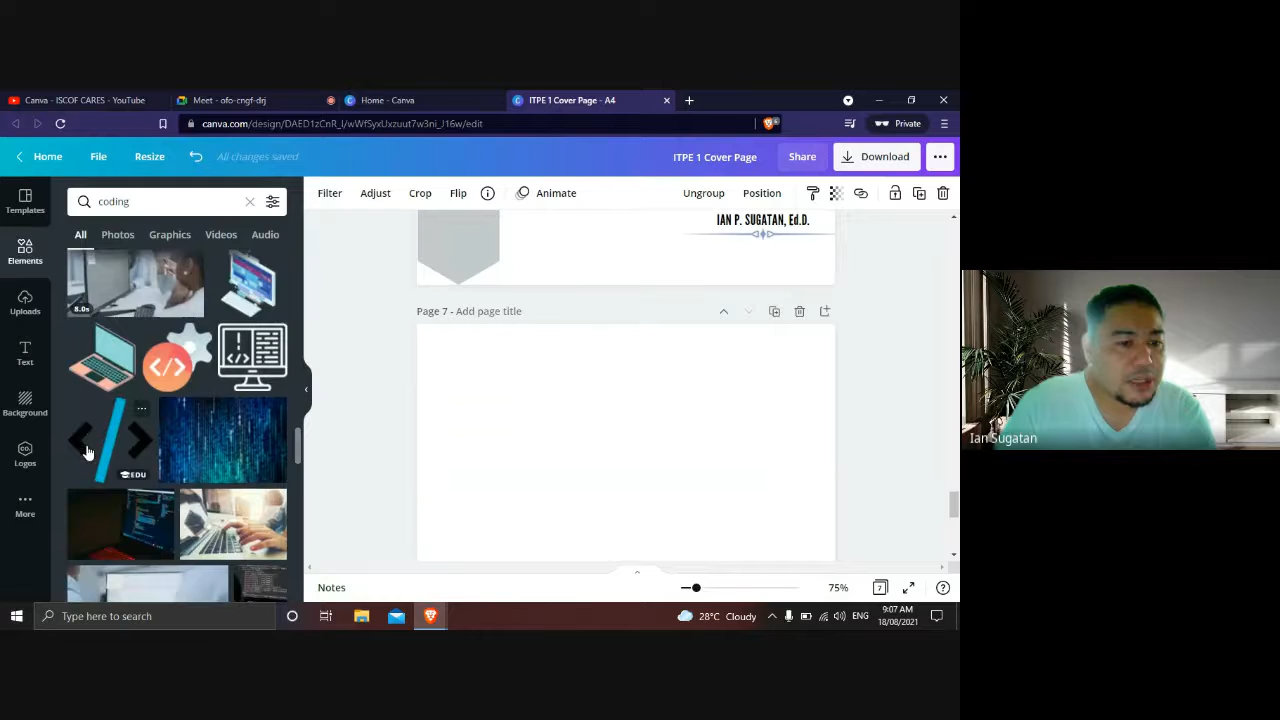 Canva - ISCOF CARES - YouTube
Meet - ofo-cngf-drj
Home - Canva
ITPE 1 Cover Page - A4
canva.com/design/DAED1zCnR_I/wWfSyxUxzuut7w3ni_J16w/edit
6
Private
Home
File
Resize
All changes saved
ITPE 1 Cover Page
Share
Download
Templates
Elements
Uploads
Text
Background
CO.
Logos
More
coding
All
Photos
Graphics
Videos
Audio
8.0s
EDU
Filter
Adjust
Crop
Flip
Animate
Ungroup
Position
IAN P. SUGATAN, Ed.D.
Page 7 - Add page title
Notes
75%
7
Ian Sugatan
Type here to search
28°C Cloudy
ENG
9:07 AM
18/08/2021